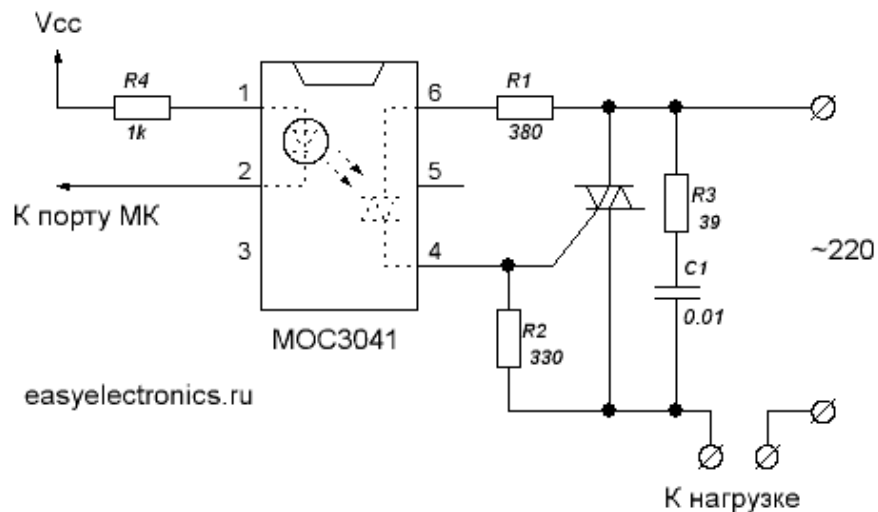 Vcc
R4
1k
1
2
3
6
5
4
R1
380
К порту МК
R3
39
C1
0.01
~220
R2
330
MOC3041
easyelectronics.ru
К нагрузке